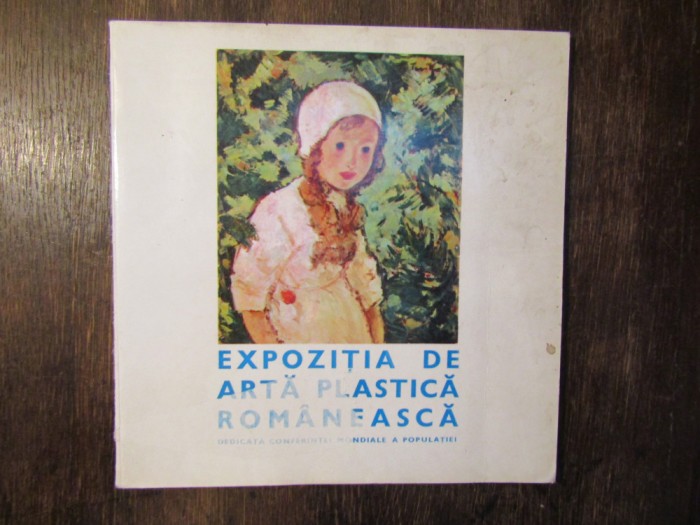 EXPOZIȚIA DE
ARTĂ PLASTICĂ
ROMÂNEASCĂ
DEDICATĂ CONFERINȚEI MONDIALE A POPULAȚIEI